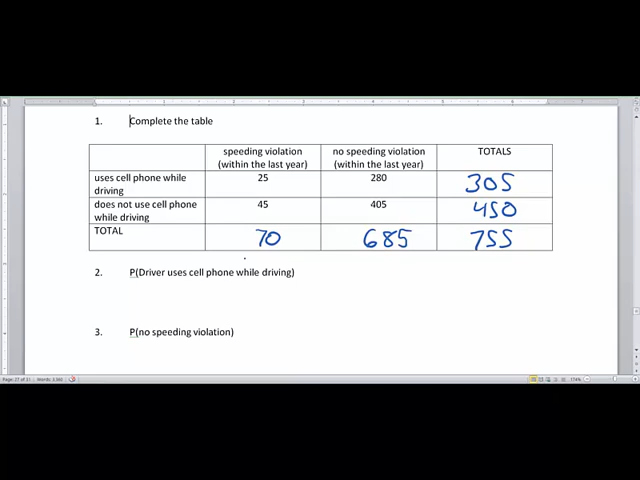 1. Complete the table
speeding violation no speeding violation TOTALS
(within the last year) (within the last year)
uses cell phone while 25 280 305
driving
does not use cell phone 45 405 450
while driving
TOTAL 70 685 755
2. P(Driver uses cell phone while driving)
3. P(no speeding violation)